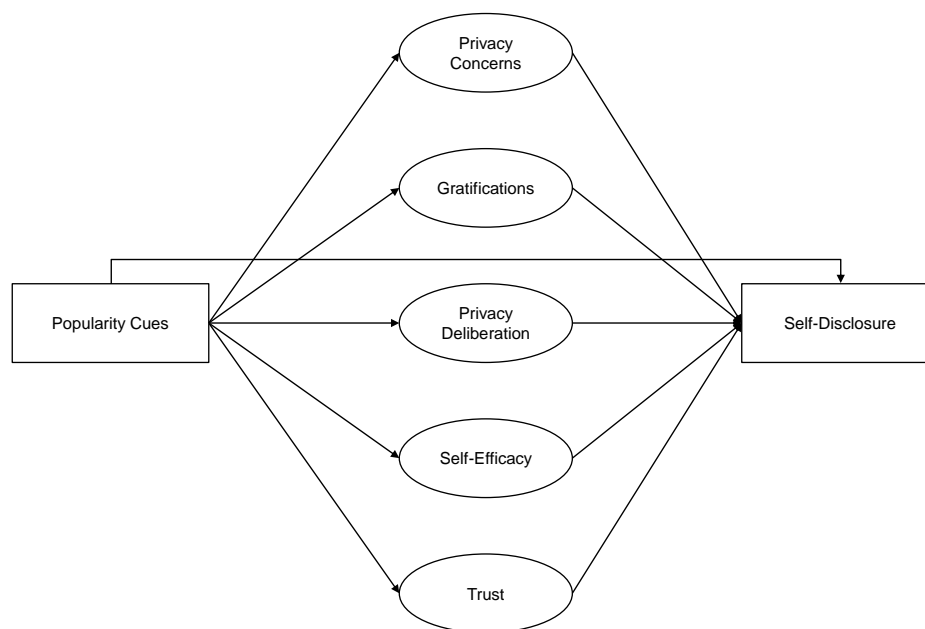 Privacy
Concerns
Gratifications
Popularity Cues
Privacy
Deliberation
Self-Disclosure
Self-Efficacy
Trust